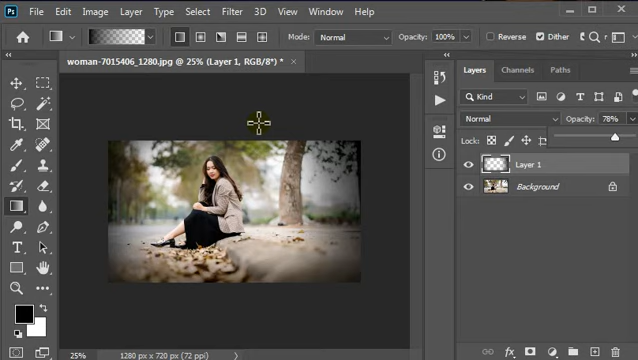 Ps File Edit Image Layer Type Select Filter 3D View Window Help
Mode: Normal Opacity: 100% Reverse Dither
woman-7015406_1280.jpg @ 25% (Layer 1, RGB/8*) * ×
Layers Channels Paths
Kind
Normal Opacity: 78%
Lock:
Layer 1
Background
T
25% 1280 px x 720 px (72 ppi)
fx